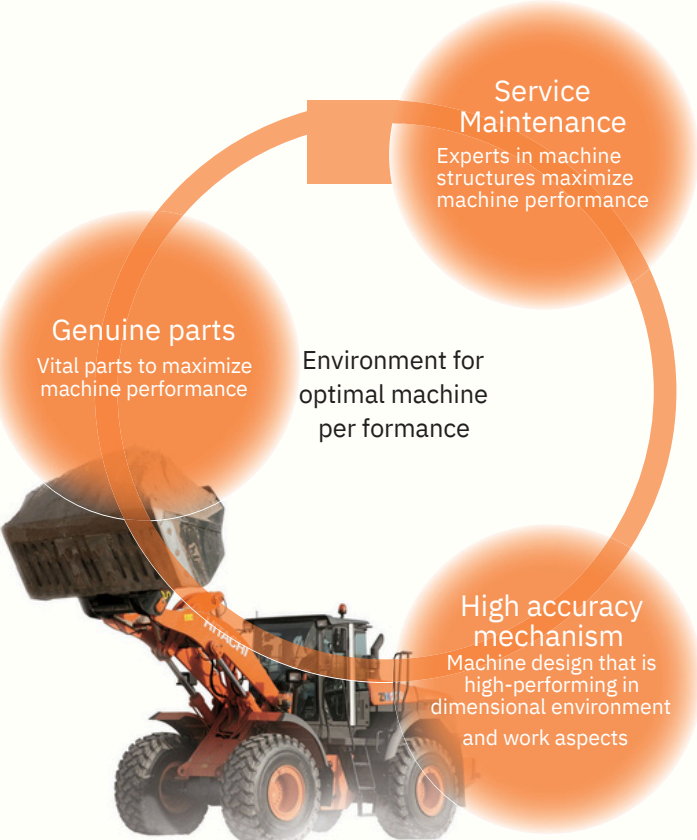 Service
Maintenance
Experts in machine
structures maximize
machine performance
Genuine parts
Vital parts to maximize
machine performance
Environment for
optimal machine
per formance
High accuracy
mechanism
Machine design that is
high-performing in
dimensional environment
and work aspects
HITACHI